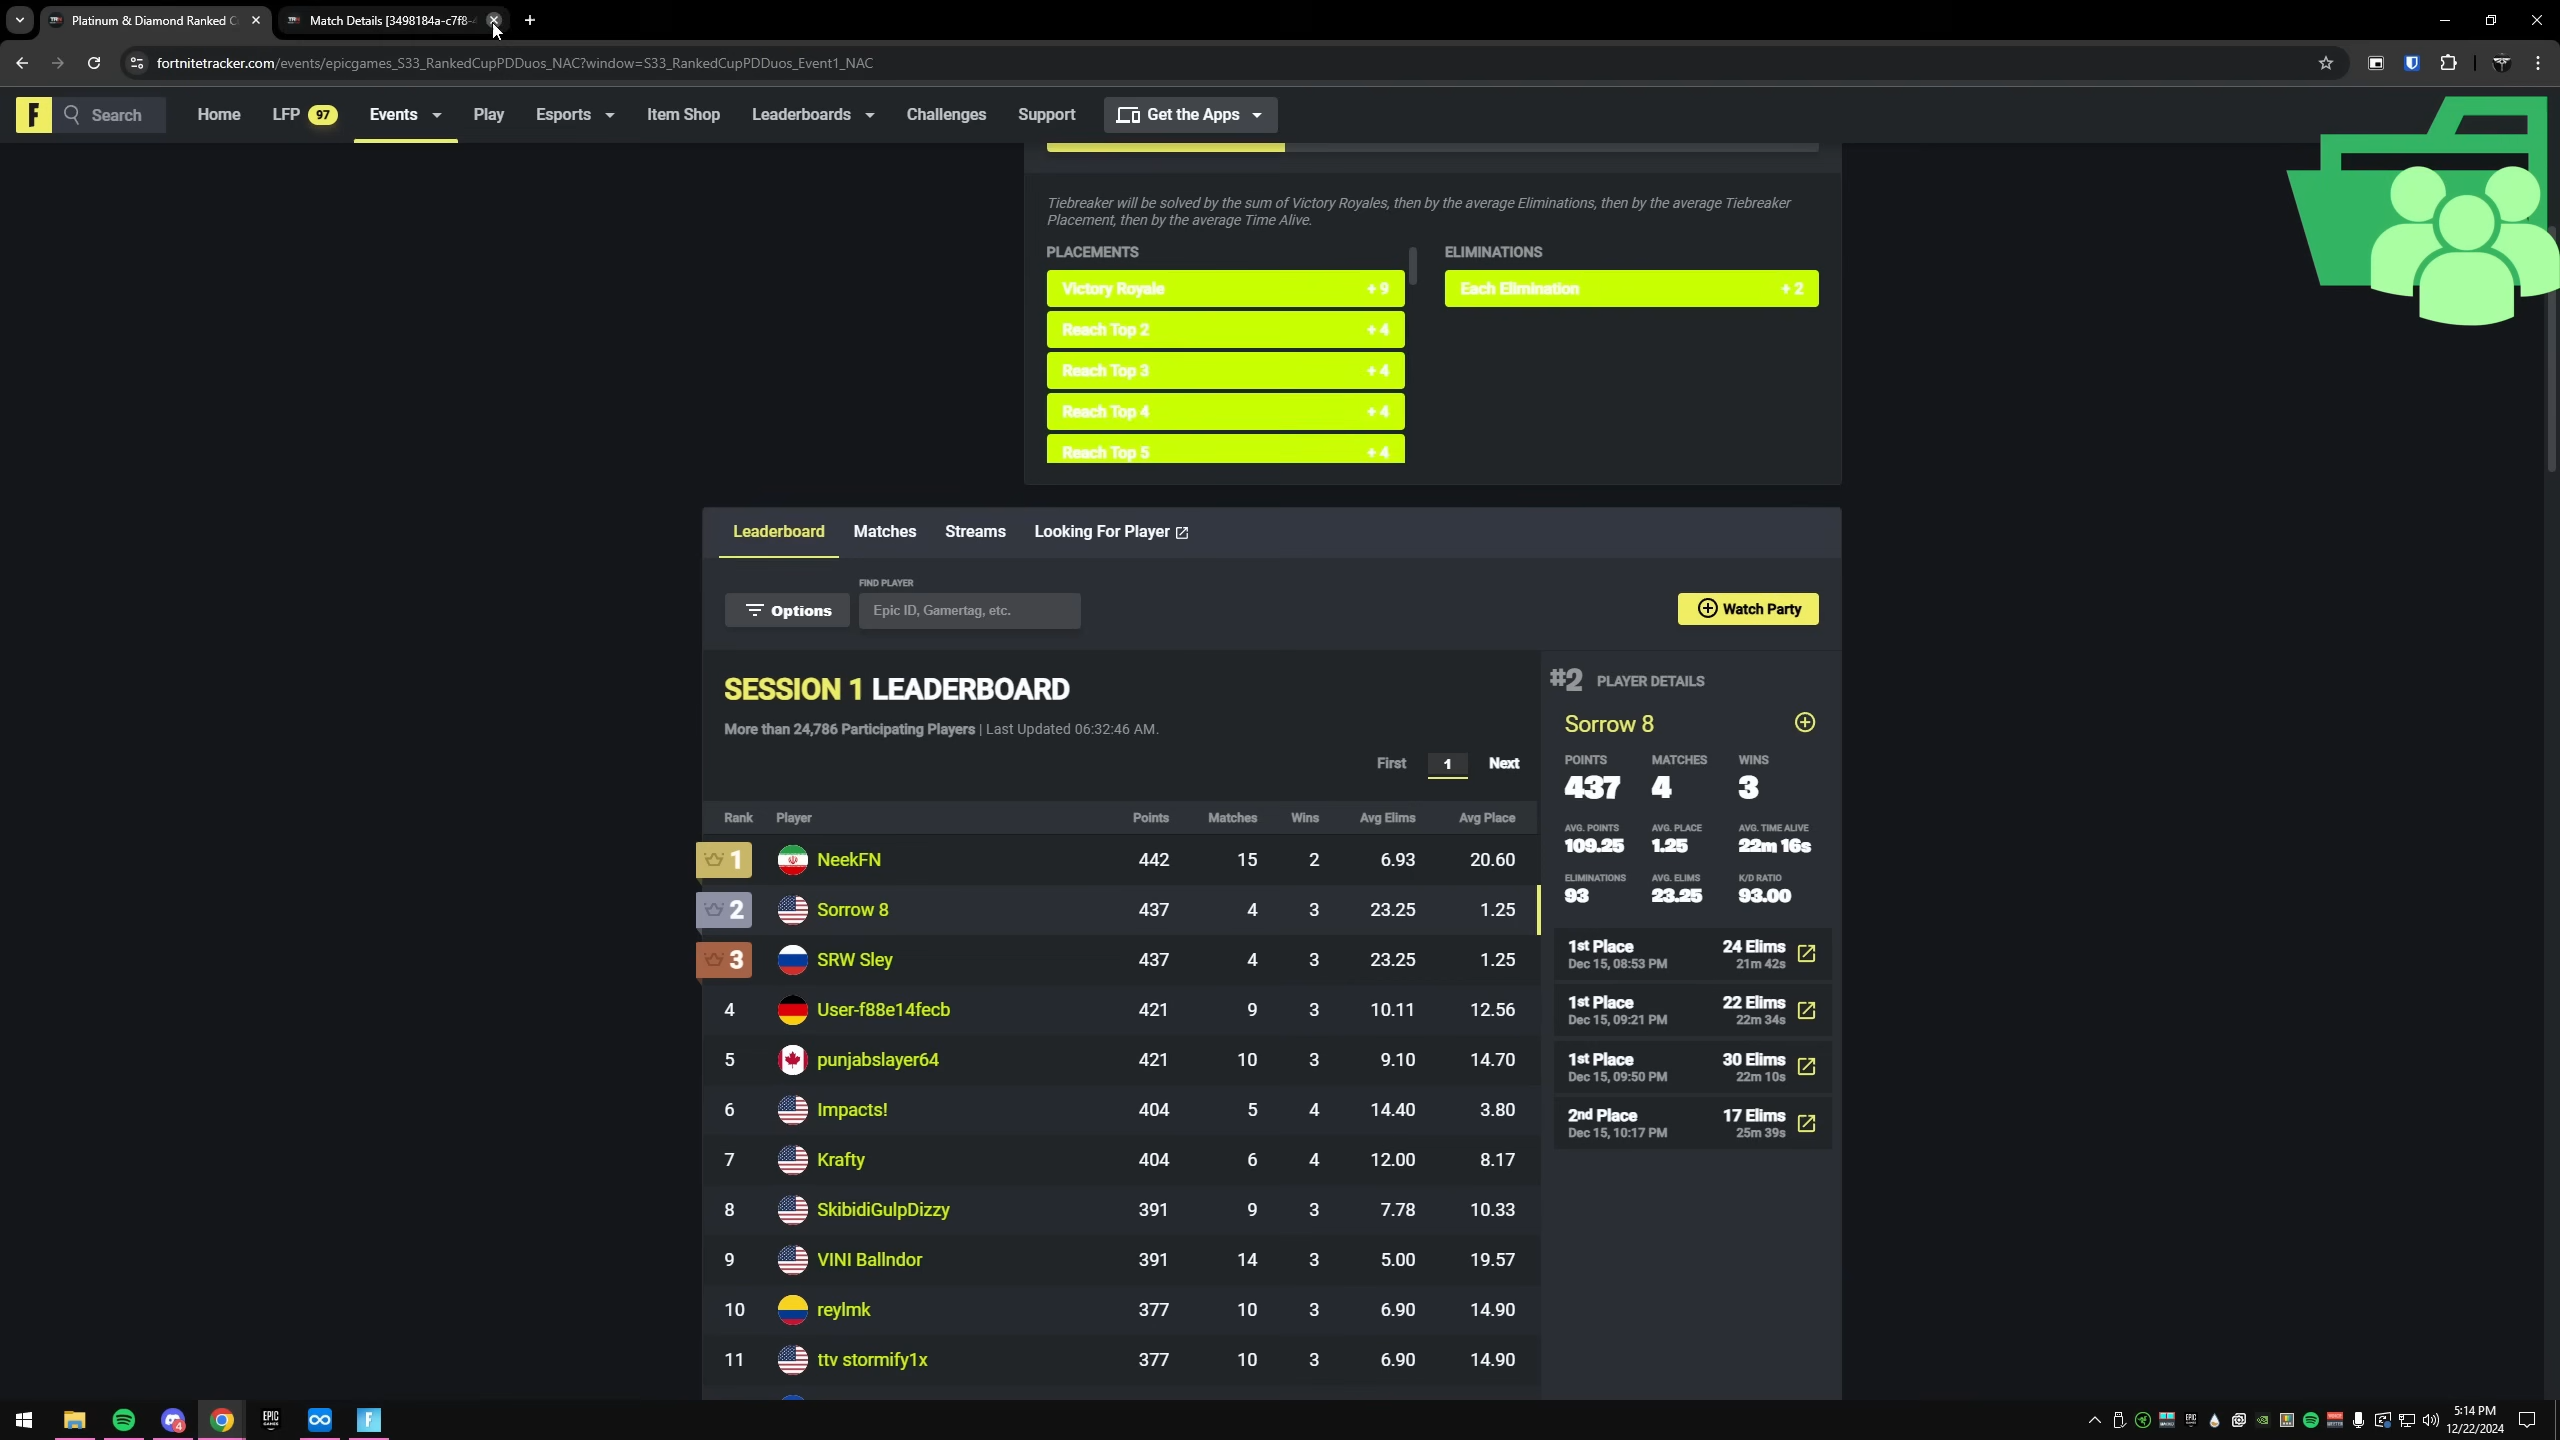 Platinum & Diamond Ranked C
Match Details [3498184a-c7f8-
fortnitetracker.com/events/epicgames_S33_RankedCupPDDuos_NAC?window=S33_RankedCupPDDuos_Event1_NAC
F Search Home LFP 97 Events Play Esports Item Shop Leaderboards Challenges Support Get the Apps
Tiebreaker will be solved by the sum of Victory Royales, then by the average Eliminations, then by the average Tiebreaker
Placement, then by the average Time Alive.
PLACEMENTS
Victory Royale +9
Reach Top 2 +4
Reach Top 3 +4
Reach Top 4 +4
Reach Top 5 +4
ELIMINATIONS
Each Elimination +2
Leaderboard Matches Streams Looking For Player
FIND PLAYER
Options Epic ID, Gamertag, etc. Watch Party
SESSION 1 LEADERBOARD
More than 24,786 Participating Players | Last Updated 06:32:46 AM.
First 1 Next
Rank Player Points Matches Wins Avg Elims Avg Place
1 NeekFN 442 15 2 6.93 20.60
2 Sorrow 8 437 4 3 23.25 1.25
3 SRW Sley 437 4 3 23.25 1.25
4 User-f88e14fecb 421 9 3 10.11 12.56
5 punjabslayer64 421 10 3 9.10 14.70
6 Impacts! 404 5 4 14.40 3.80
7 Krafty 404 6 4 12.00 8.17
8 SkibidiGulpDizzy 391 9 3 7.78 10.33
9 VINI Ballndor 391 14 3 5.00 19.57
10 reylmk 377 10 3 6.90 14.90
11 ttv stormify1x 377 10 3 6.90 14.90
#2 PLAYER DETAILS
Sorrow 8
POINTS MATCHES WINS
437 4 3
AVG. POINTS AVG. PLACE AVG. TIME ALIVE
109.25 1.25 22m 16s
ELIMINATIONS AVG. ELIMS K/D RATIO
93 23.25 93.00
1st Place 24 Elims
Dec 15, 08:53 PM 21m 42s
1st Place 22 Elims
Dec 15, 09:21 PM 22m 34s
1st Place 30 Elims
Dec 15, 09:50 PM 22m 10s
2nd Place 17 Elims
Dec 15, 10:17 PM 25m 39s
4
EPIC
GAMES
F
5:14 PM
12/22/2024